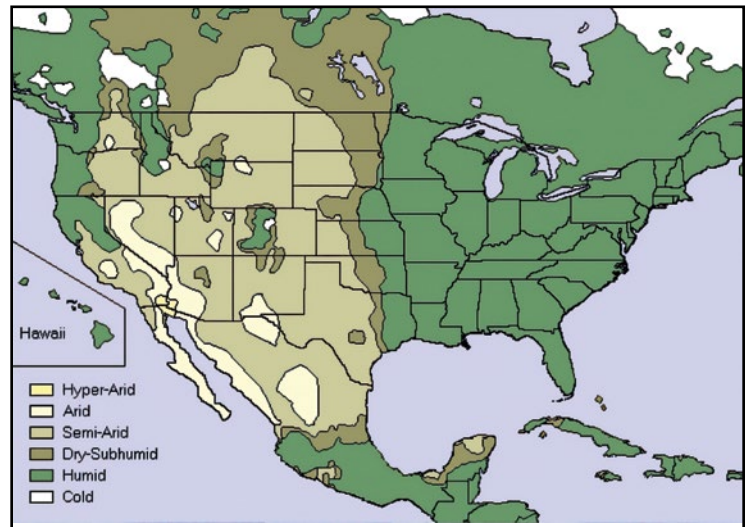 Hawaii
Hyper-Arid
Arid
Semi-Arid
Dry-Subhumid
Humid
Cold